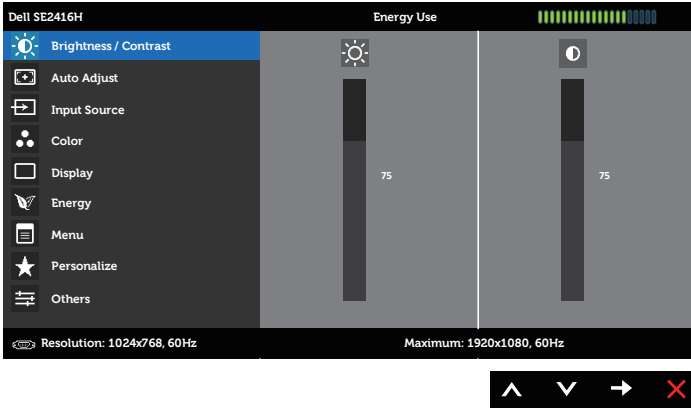 Dell SE2416H
Energy Use
Brightness / Contrast
Auto Adjust
Input Source
Color
Display
Energy
Menu
Personalize
Others
75
75
Resolution: 1024x768, 60Hz
Maximum: 1920x1080, 60Hz